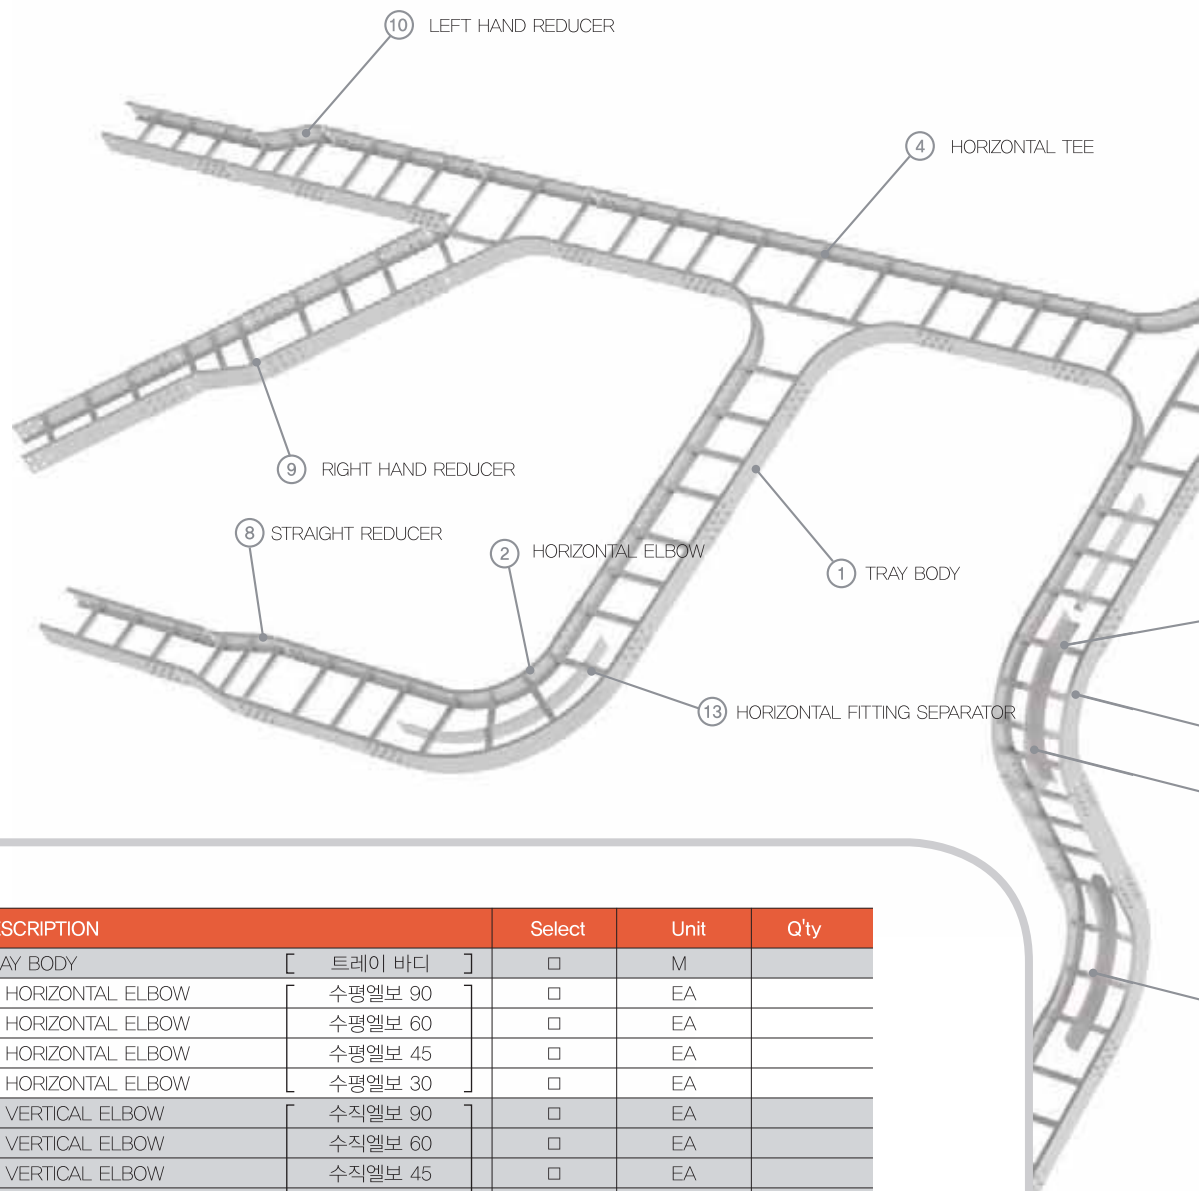 10 LEFT HAND REDUCER
4 HORIZONTAL TEE
9 RIGHT HAND REDUCER
8 STRAIGHT REDUCER
2 HORIZONTAL ELBOW
1 TRAY BODY
13 HORIZONTAL FITTING SEPARATOR
ESCRIPTION Select Unit Q'ty
AY BODY [ 트레이 바디 ] □ M
HORIZONTAL ELBOW 수평엘보 90 □ EA
HORIZONTAL ELBOW 수평엘보 60 □ EA
HORIZONTAL ELBOW 수평엘보 45 □ EA
HORIZONTAL ELBOW 수평엘보 30 □ EA
VERTICAL ELBOW 수직엘보 90 □ EA
VERTICAL ELBOW 수직엘보 60 □ EA
VERTICAL ELBOW 수직엘보 45 □ EA